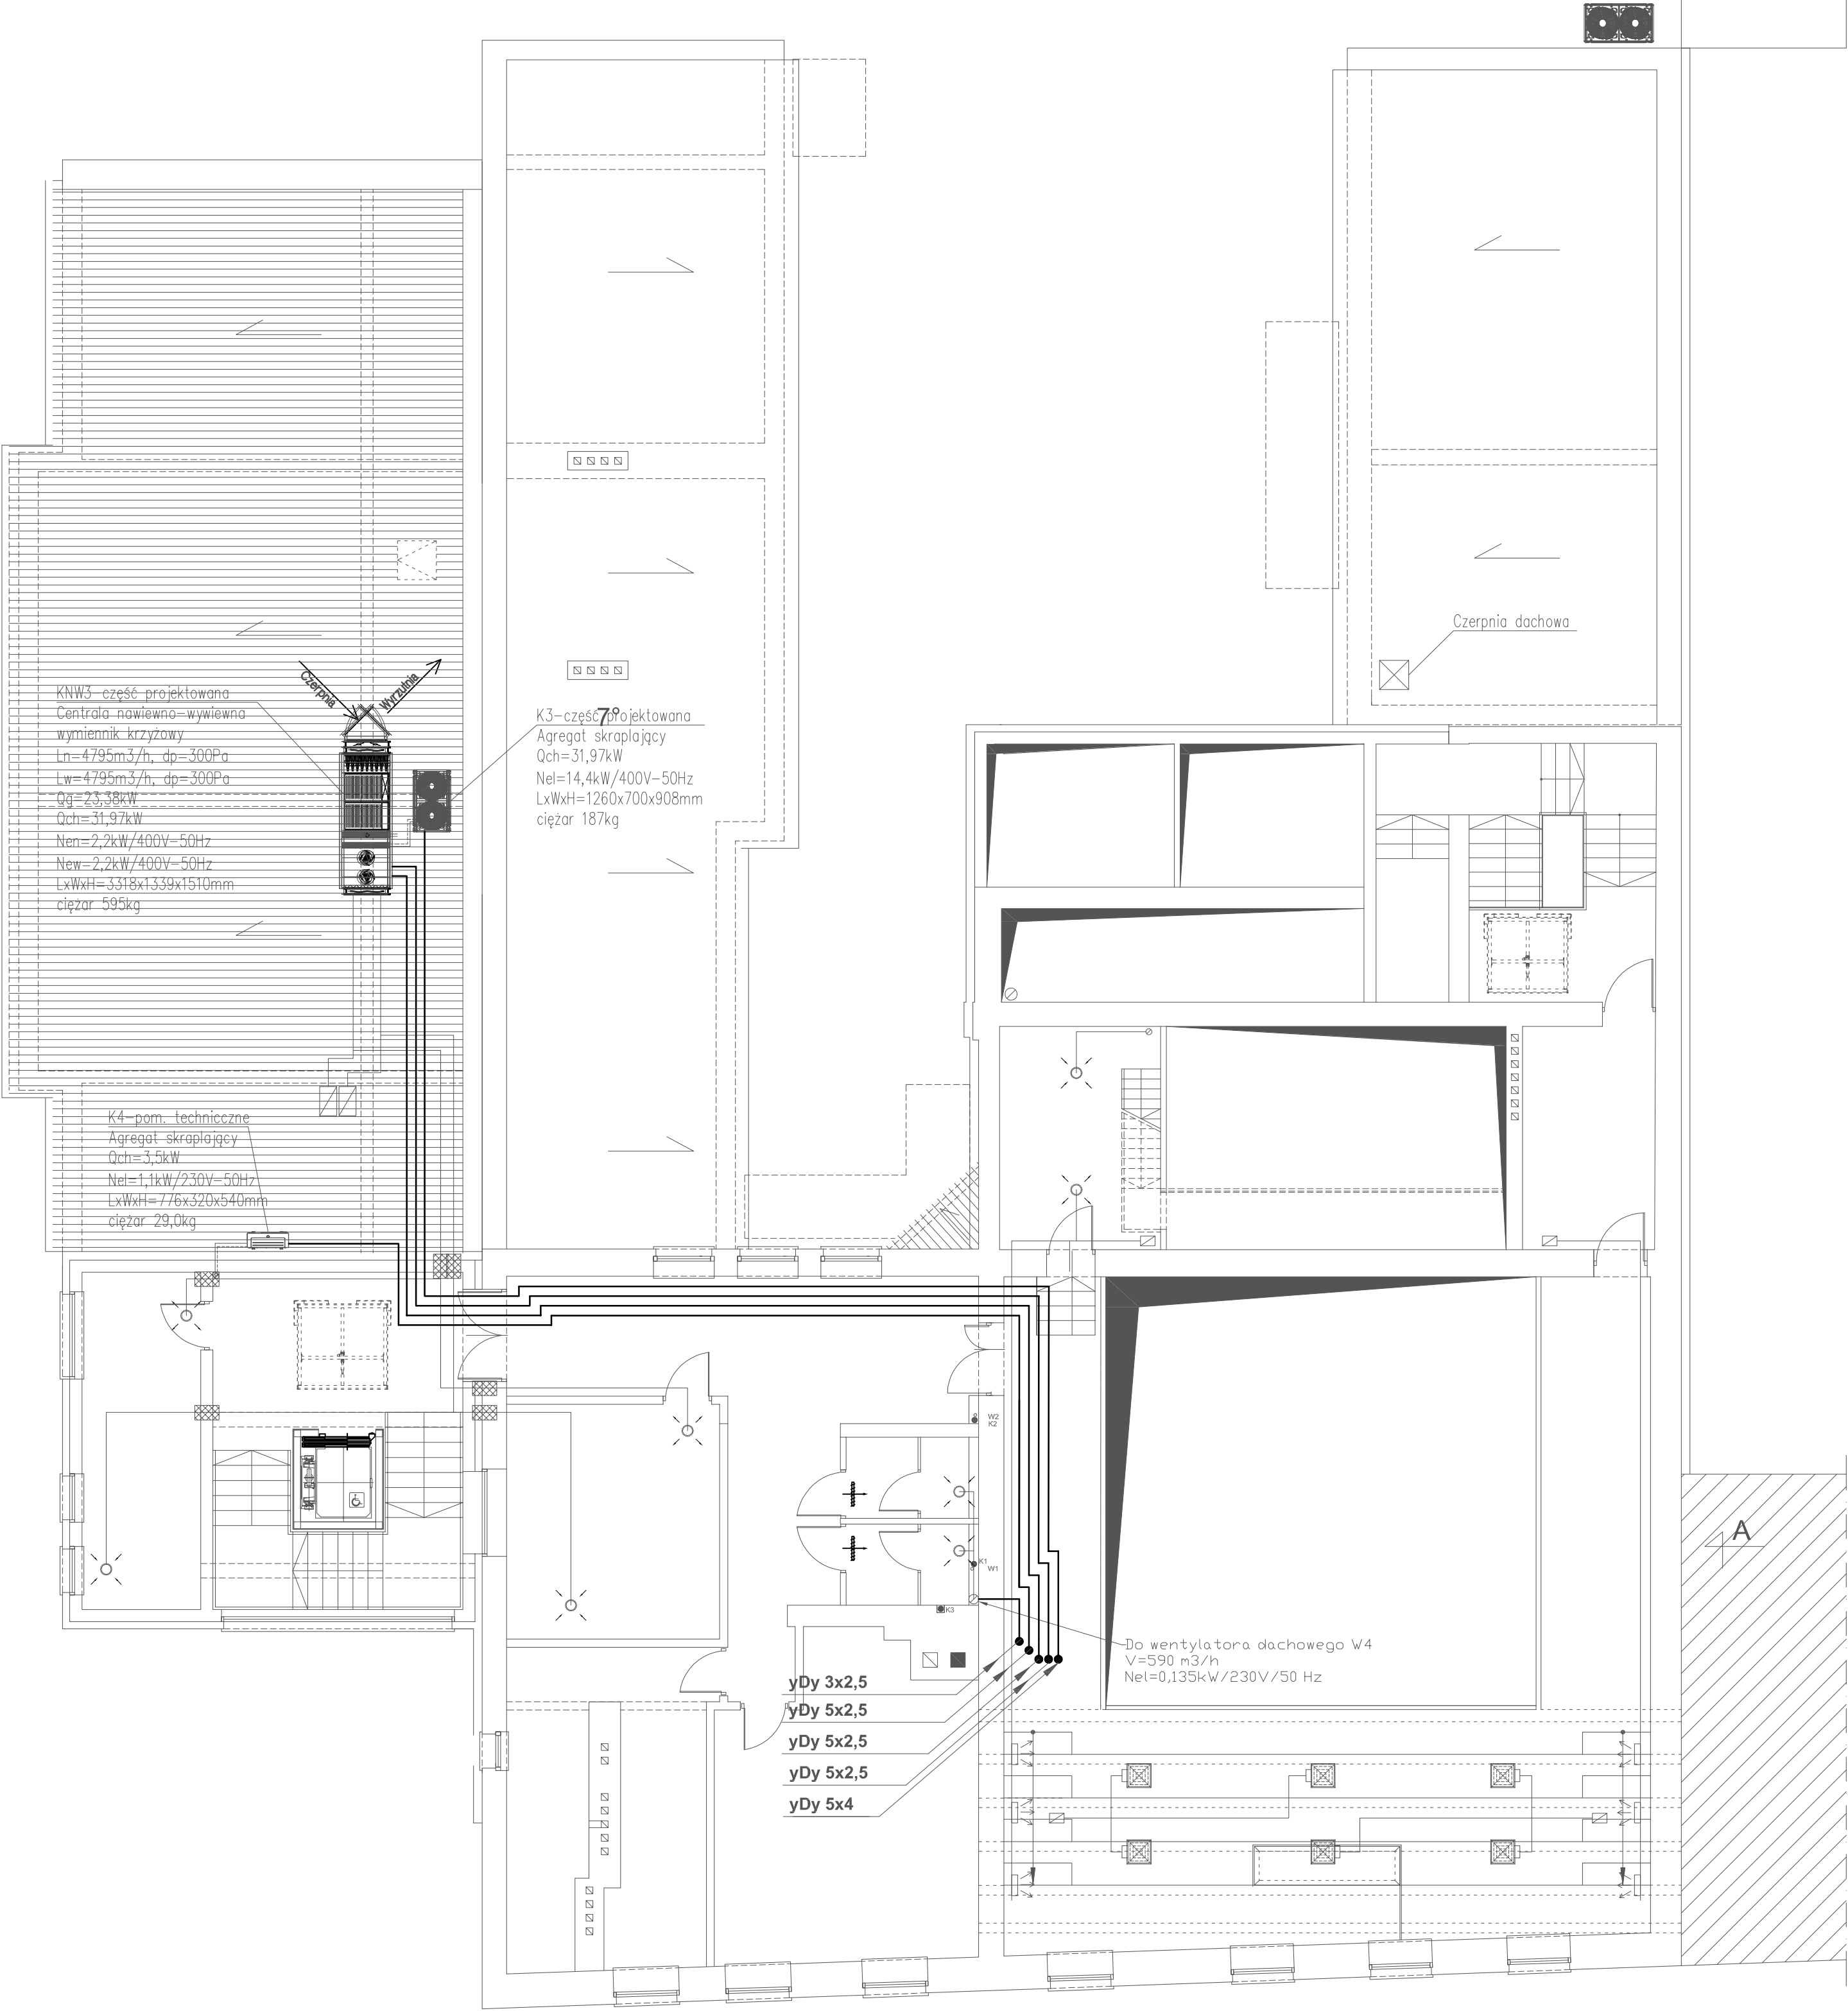 Czerpnia dachowa
Czerpnia
Wyrzutnia
KNW3-część projektowana
Centrala nawiewno-wywiewna
wymiennik krzyżowy
Ln=4795m3/h, dp=300Pa
Lw=4795m3/h, dp=300Pa
Qg=23,38kW
Qch=31,97kW
Nen=2,2kW/400V-50Hz
New=2,2kW/400V-50Hz
LxWxH=3318x1339x1510mm
ciężar 595kg
K3-część projektowana
7°
Agregat skraplający
Qch=31,97kW
Nel=14,4kW/400V-50Hz
LxWxH=1260x700x908mm
ciężar 187kg
K4-pom. techniczne
Agregat skraplający
Qch=3,5kW
Nel=1,1kW/230V-50Hz
LxWxH=776x320x540mm
ciężar 29,0kg
W2
K2
K1
W1
K3
A
Do wentylatora dachowego W4
V=590 m3/h
Nel=0,135kW/230V/50 Hz
yDy 3x2,5
yDy 5x2,5
yDy 5x2,5
yDy 5x2,5
yDy 5x4